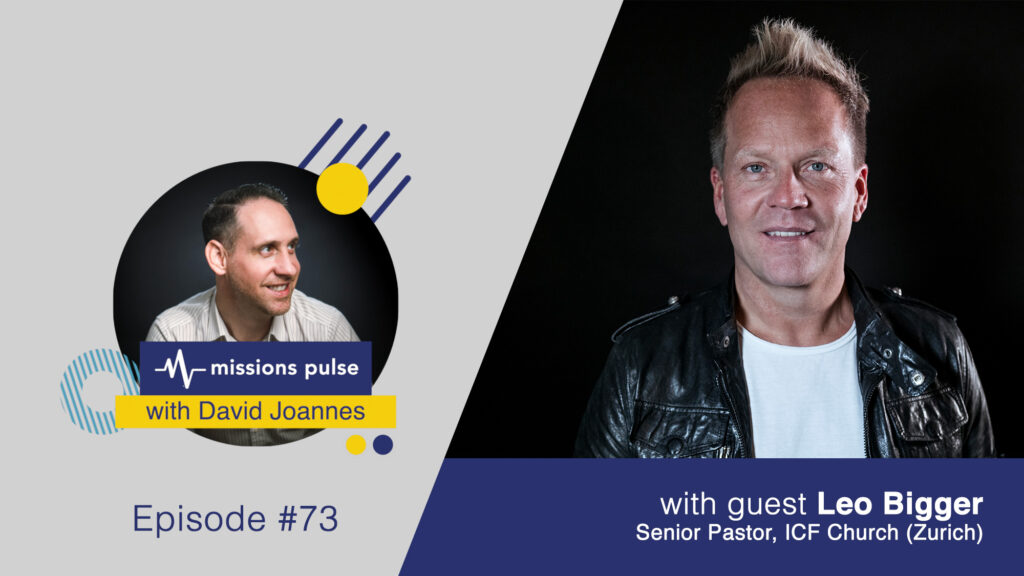 missions pulse
with David Joannes
Episode #73
with guest Leo Bigger
Senior Pastor, ICF Church (Zurich)